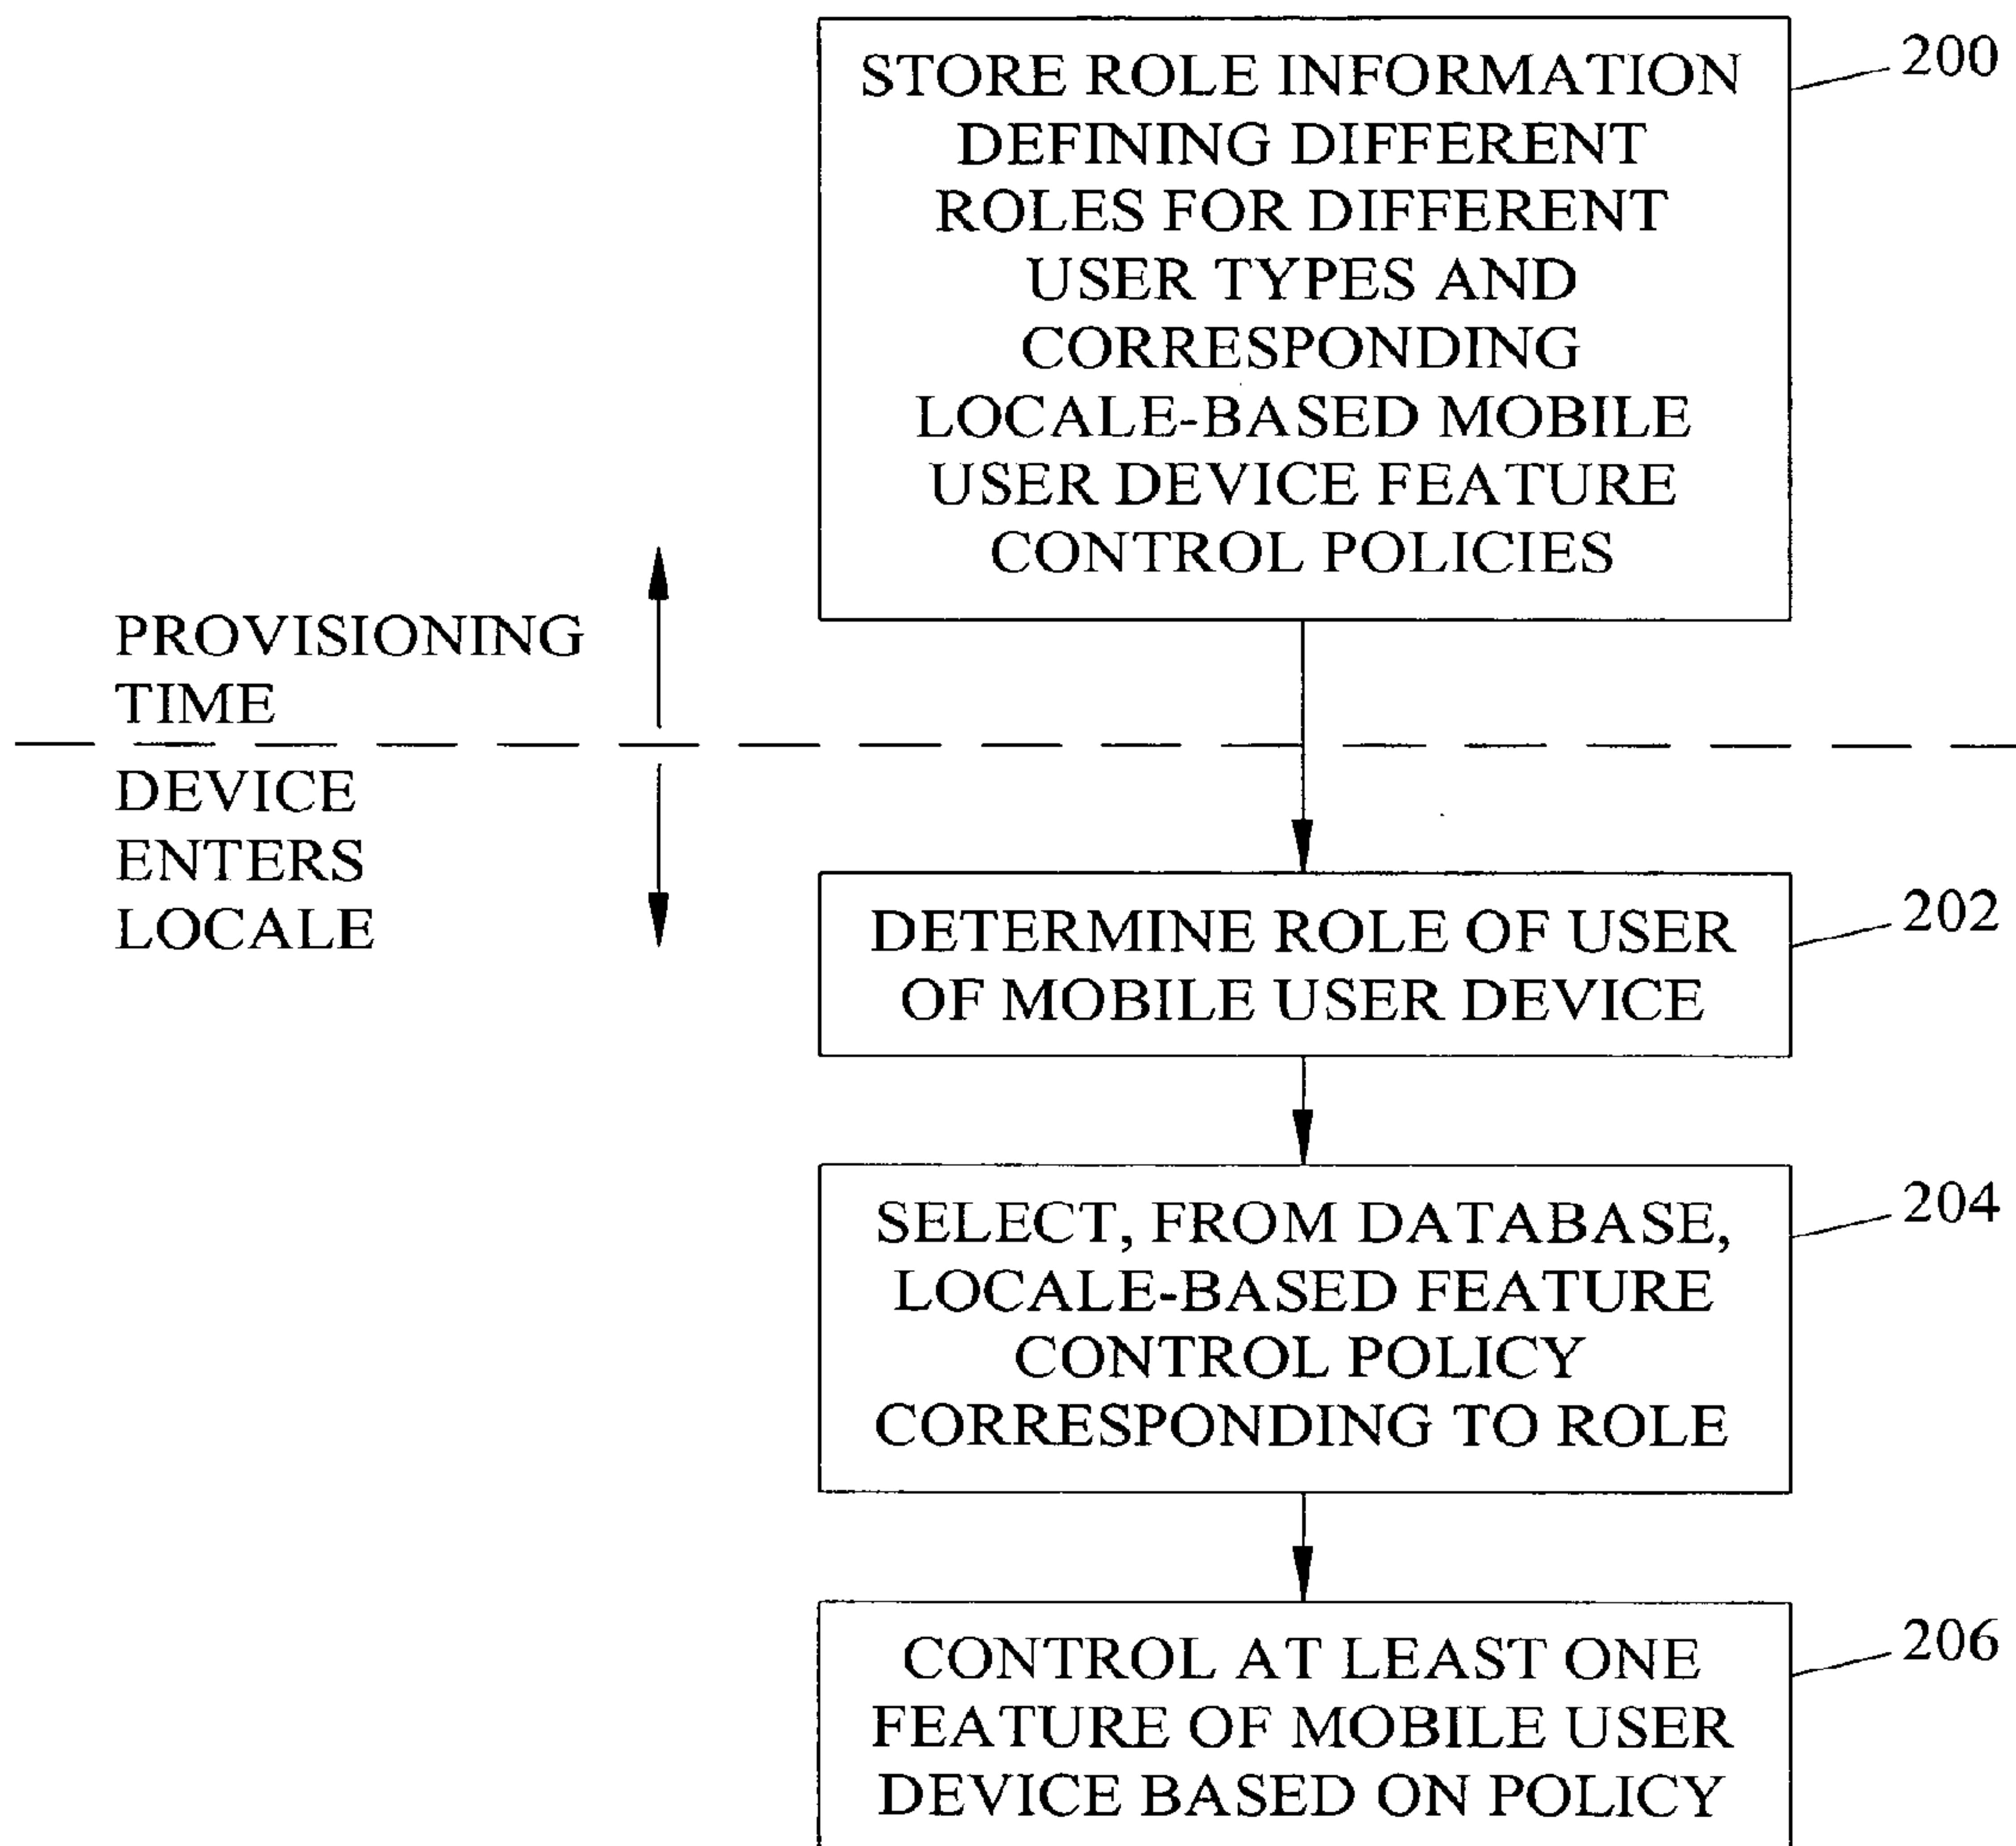 STORE ROLE INFORMATION
DEFINING DIFFERENT
ROLES FOR DIFFERENT
USER TYPES AND
CORRESPONDING
LOCALE-BASED MOBILE
USER DEVICE FEATURE
CONTROL POLICIES
200
PROVISIONING
TIME
DEVICE
ENTERS
LOCALE
DETERMINE ROLE OF USER
OF MOBILE USER DEVICE
202
SELECT, FROM DATABASE,
LOCALE-BASED FEATURE
CONTROL POLICY
CORRESPONDING TO ROLE
204
CONTROL AT LEAST ONE
FEATURE OF MOBILE USER
DEVICE BASED ON POLICY
206